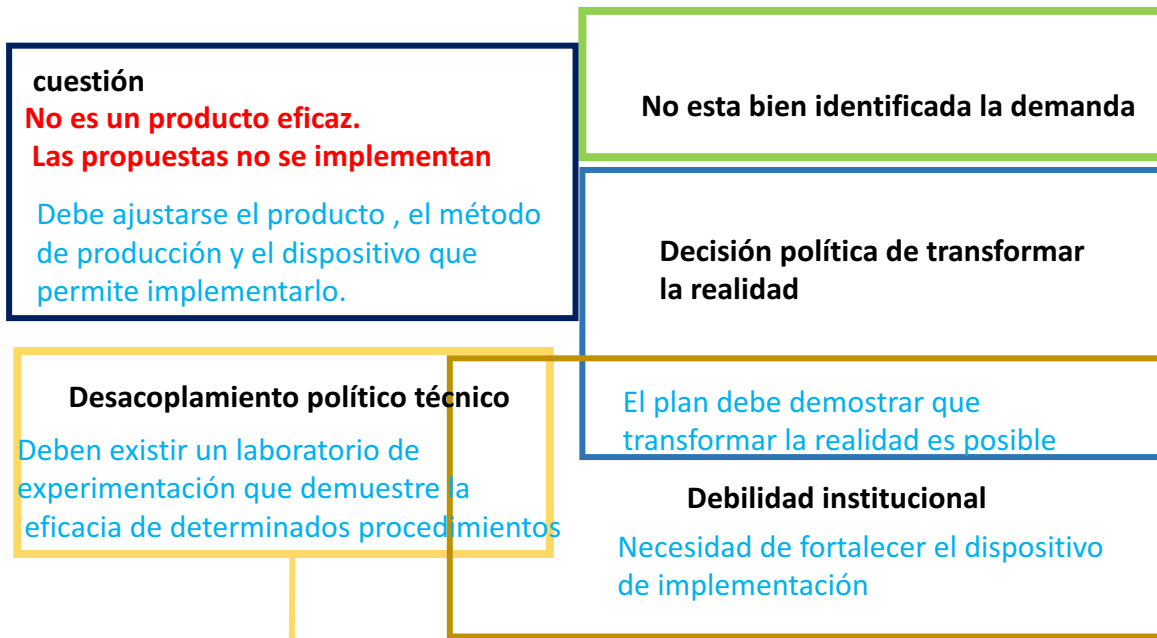 cuestión
No es un producto eficaz.
Las propuestas no se implementan
Debe ajustarse el producto , el método
de producción y el dispositivo que
permite implementarlo.
No esta bien identificada la demanda
Decisión política de transformar
la realidad
El plan debe demostrar que
transformar la realidad es posible
Desacoplamiento político técnico
Deben existir un laboratorio de
experimentación que demuestre la
eficacia de determinados procedimientos
Debilidad institucional
Necesidad de fortalecer el dispositivo
de implementación